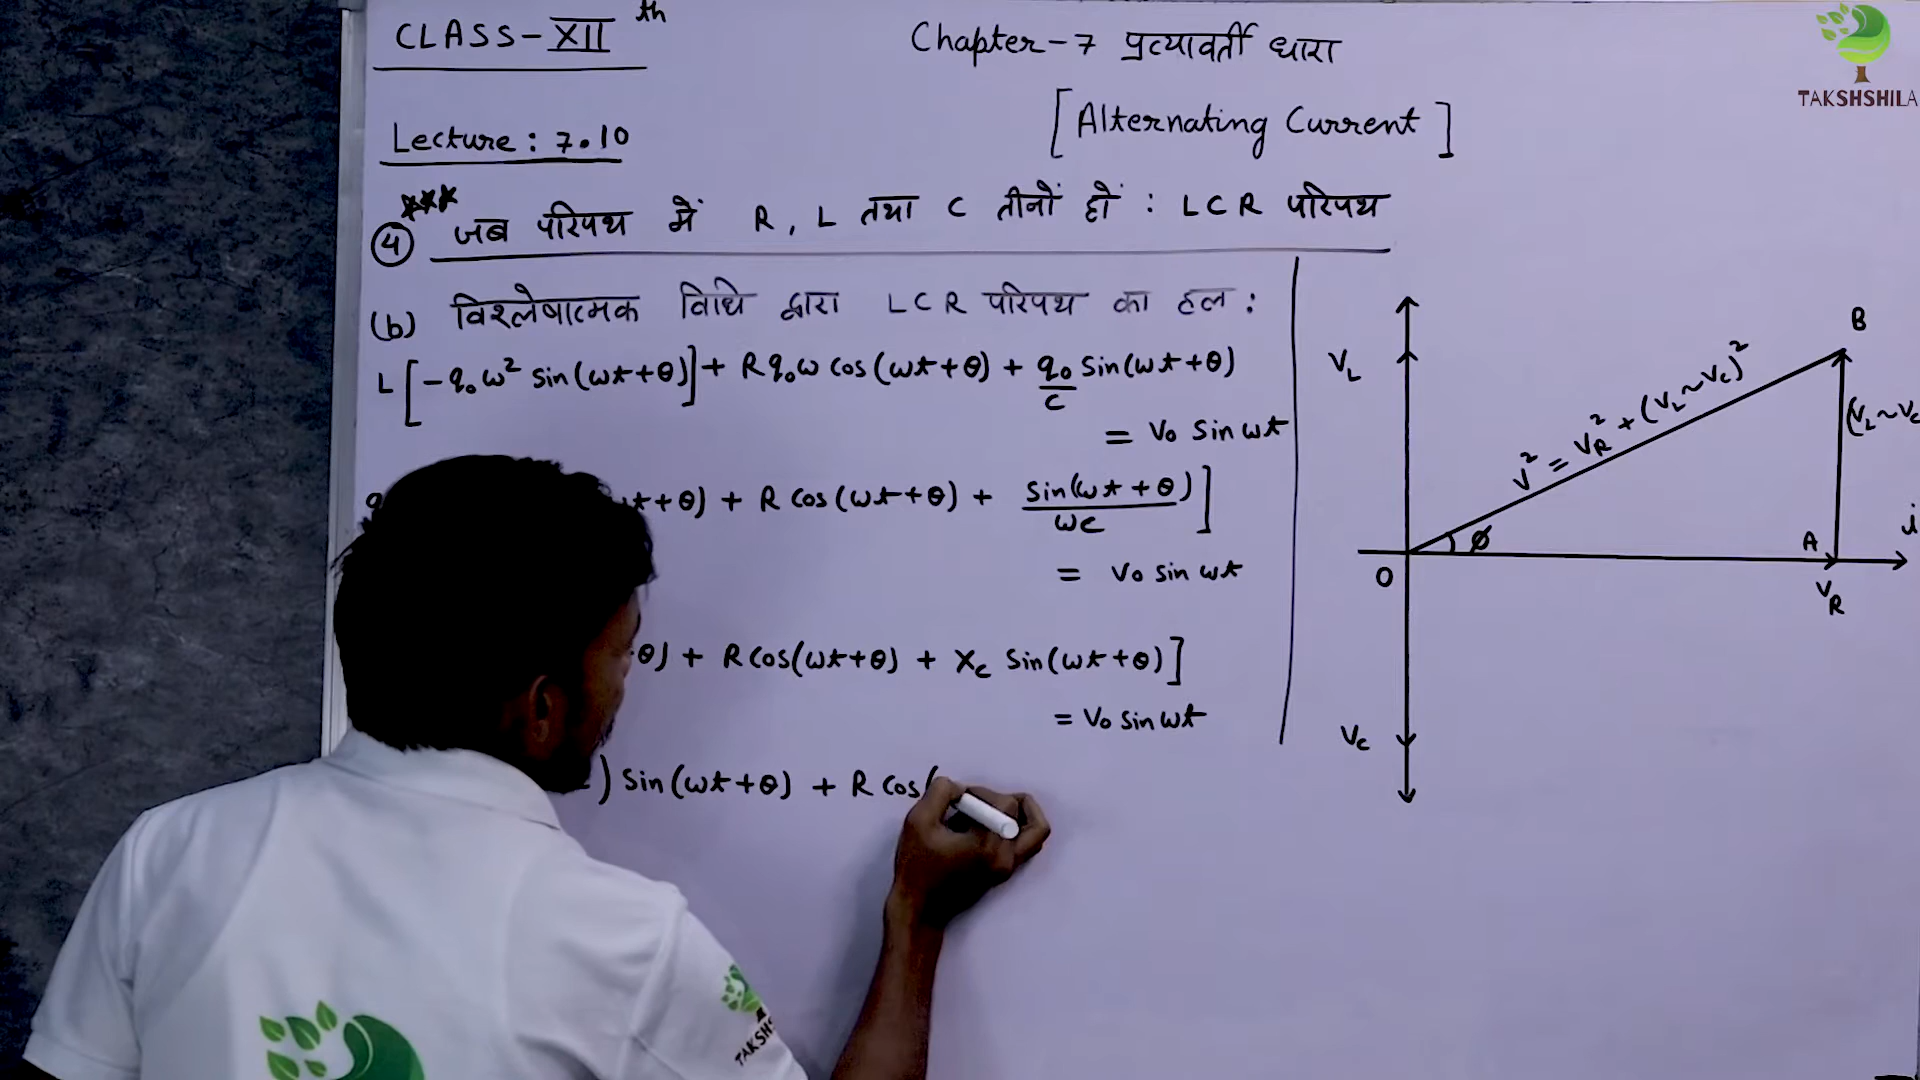 CLASS-XII th
Chapter-7 प्रत्यावर्ती धारा
[Alternating Current]
Lecture: 7.10
TAKSHSHILA
*** ④ जब परिपथ में R, L तथा C तीनों हों : LCR परिपथ
(b) विश्लेषात्मक विधि द्वारा LCR परिपथ का हल :
L[-q₀ω² sin(ωt+θ)] + Rq₀ω cos(ωt+θ) + q₀/C Sin(ωt+θ)
= V₀ Sin ωt
t+θ) + R Cos(ωt+θ) + Sin(ωt+θ)/ωC]
= V₀ Sin ωt
θ) + R Cos(ωt+θ) + X_C Sin(ωt+θ)]
= V₀ Sin ωt
) Sin(ωt+θ) + R Cos(
V_L
B
V² = V_R² + (V_L ~ V_C)²
(V_L ~ V_C
ø
A
i
O
V_R
V_C
TAKSH